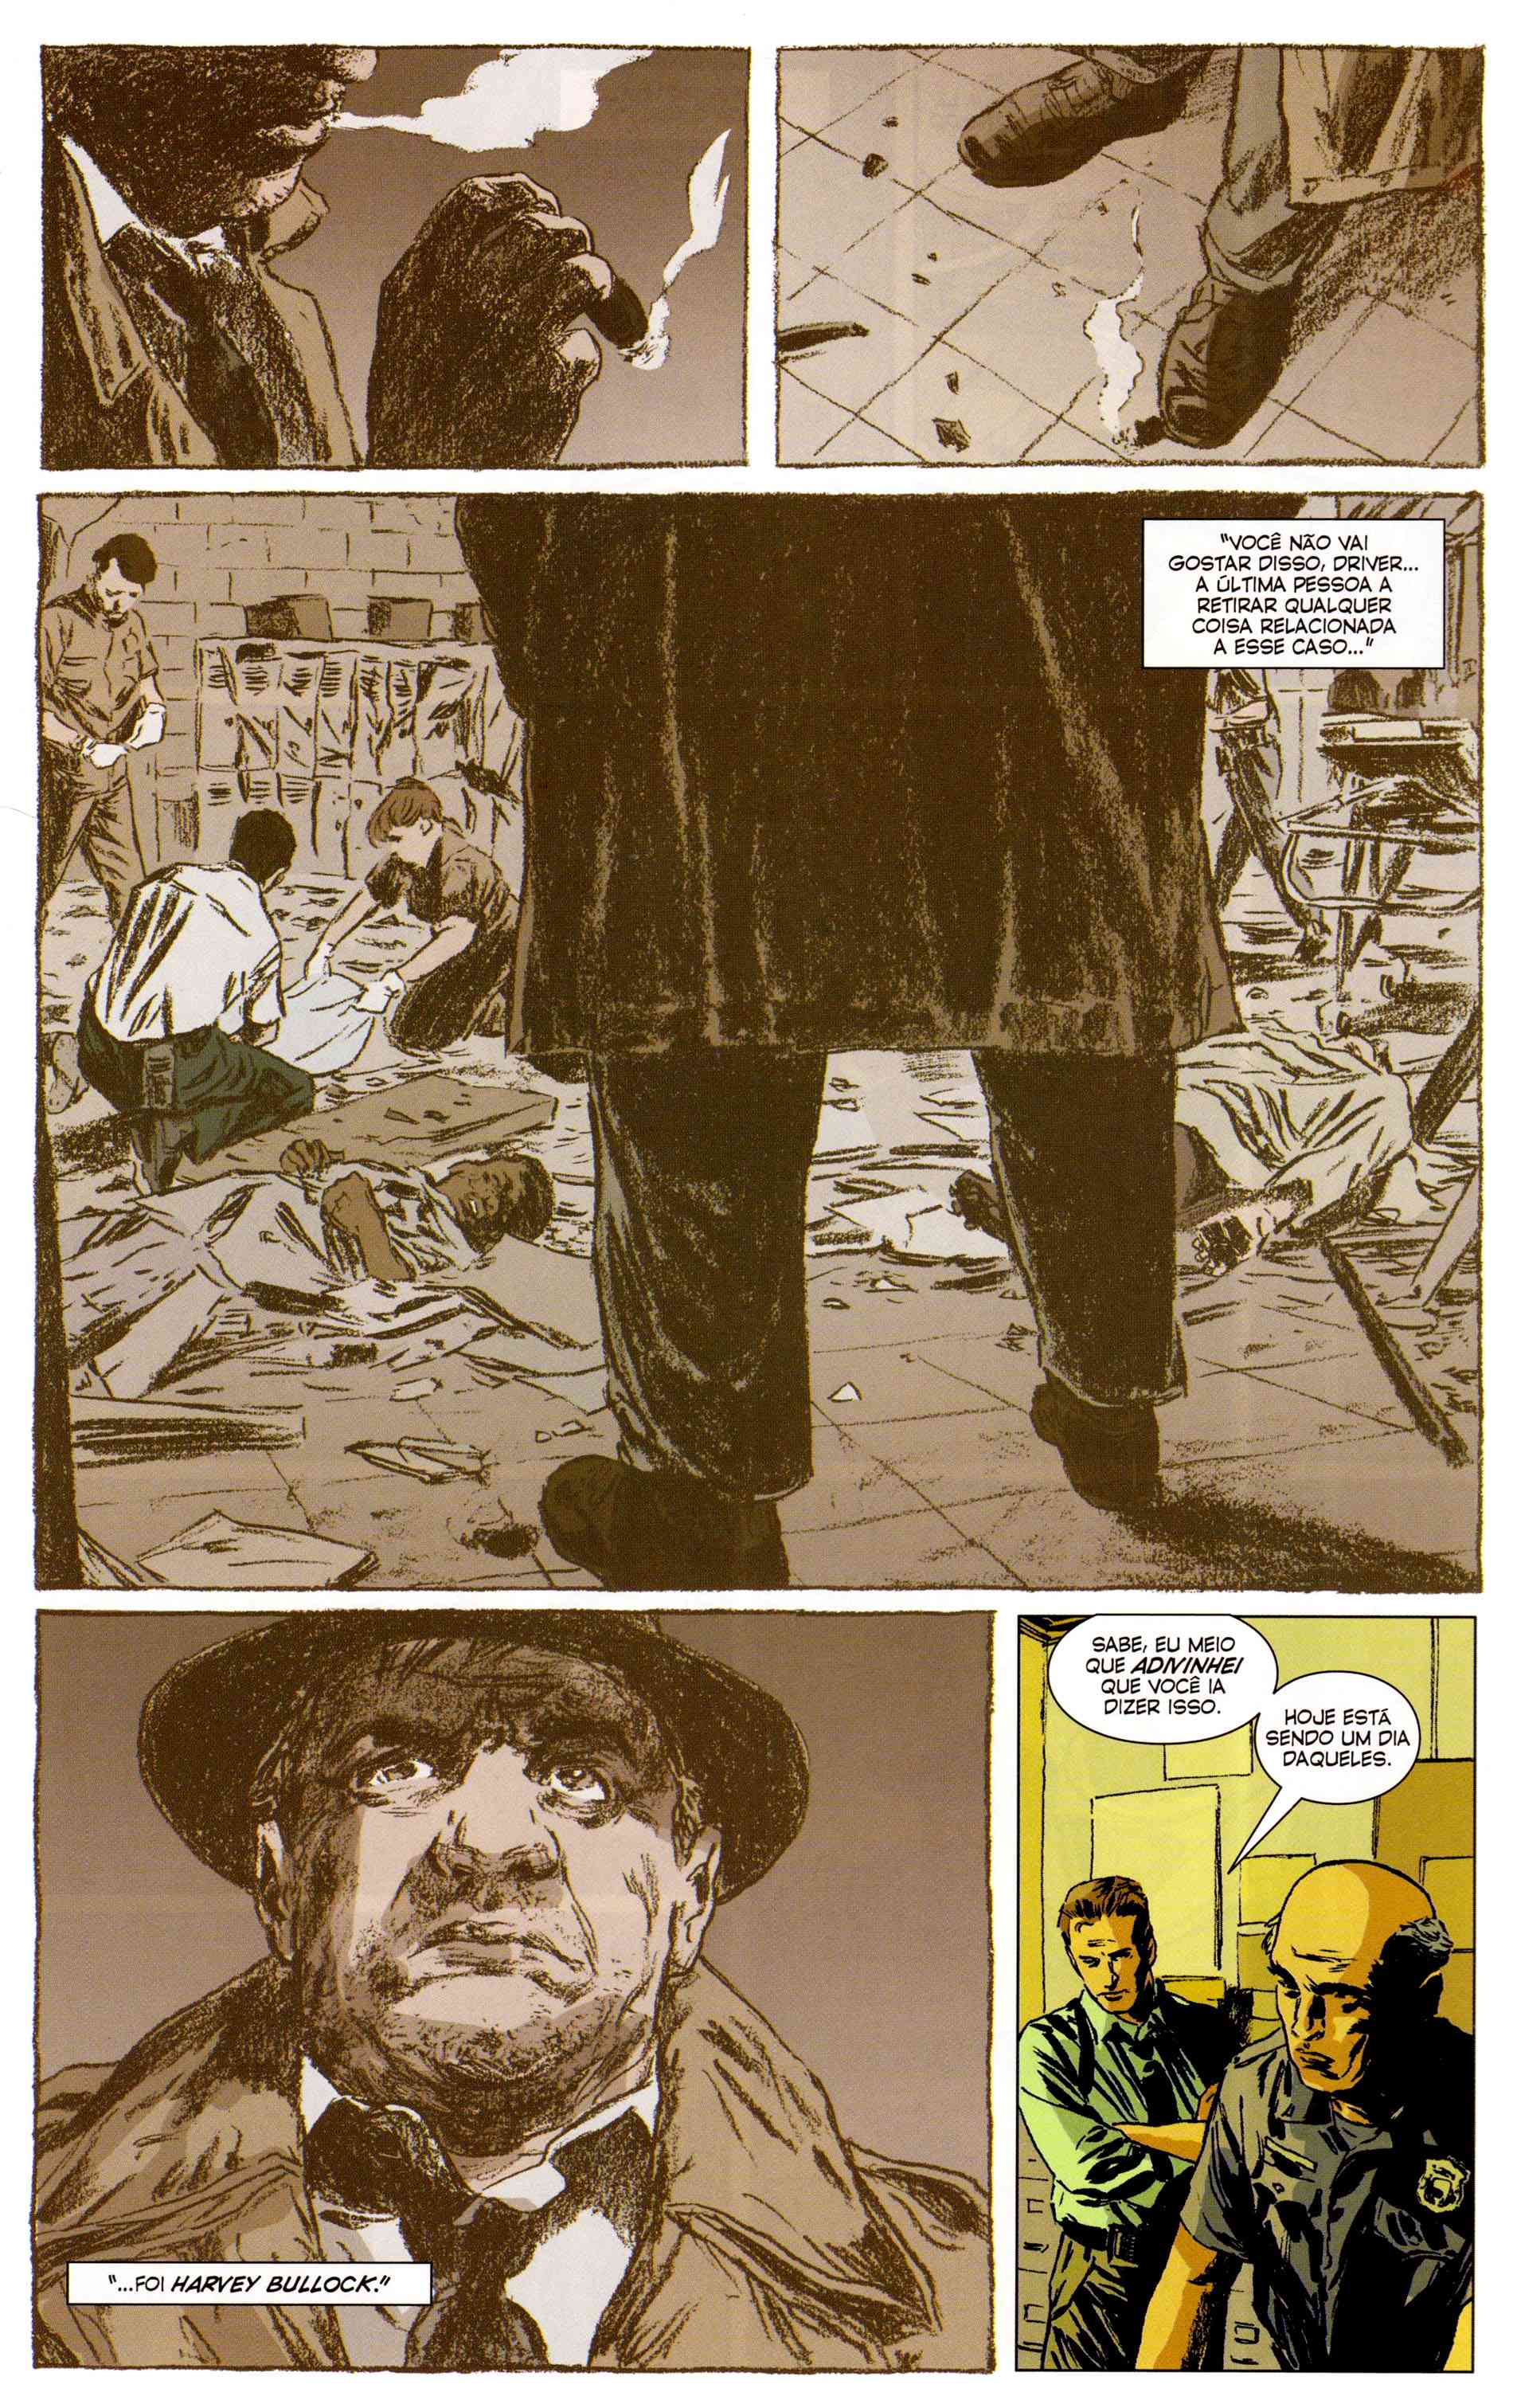 "VOCÊ NÃO VAI
GOSTAR DISSO, DRIVER...
A ÚLTIMA PESSOA A
RETIRAR QUALQUER
COISA RELACIONADA
A ESSE CASO..."
"...FOI HARVEY BULLOCK."
SABE, EU MEIO
QUE ADIVINHEI
QUE VOCÊ IA
DIZER ISSO.
HOJE ESTÁ
SENDO UM DIA
DAQUELES.